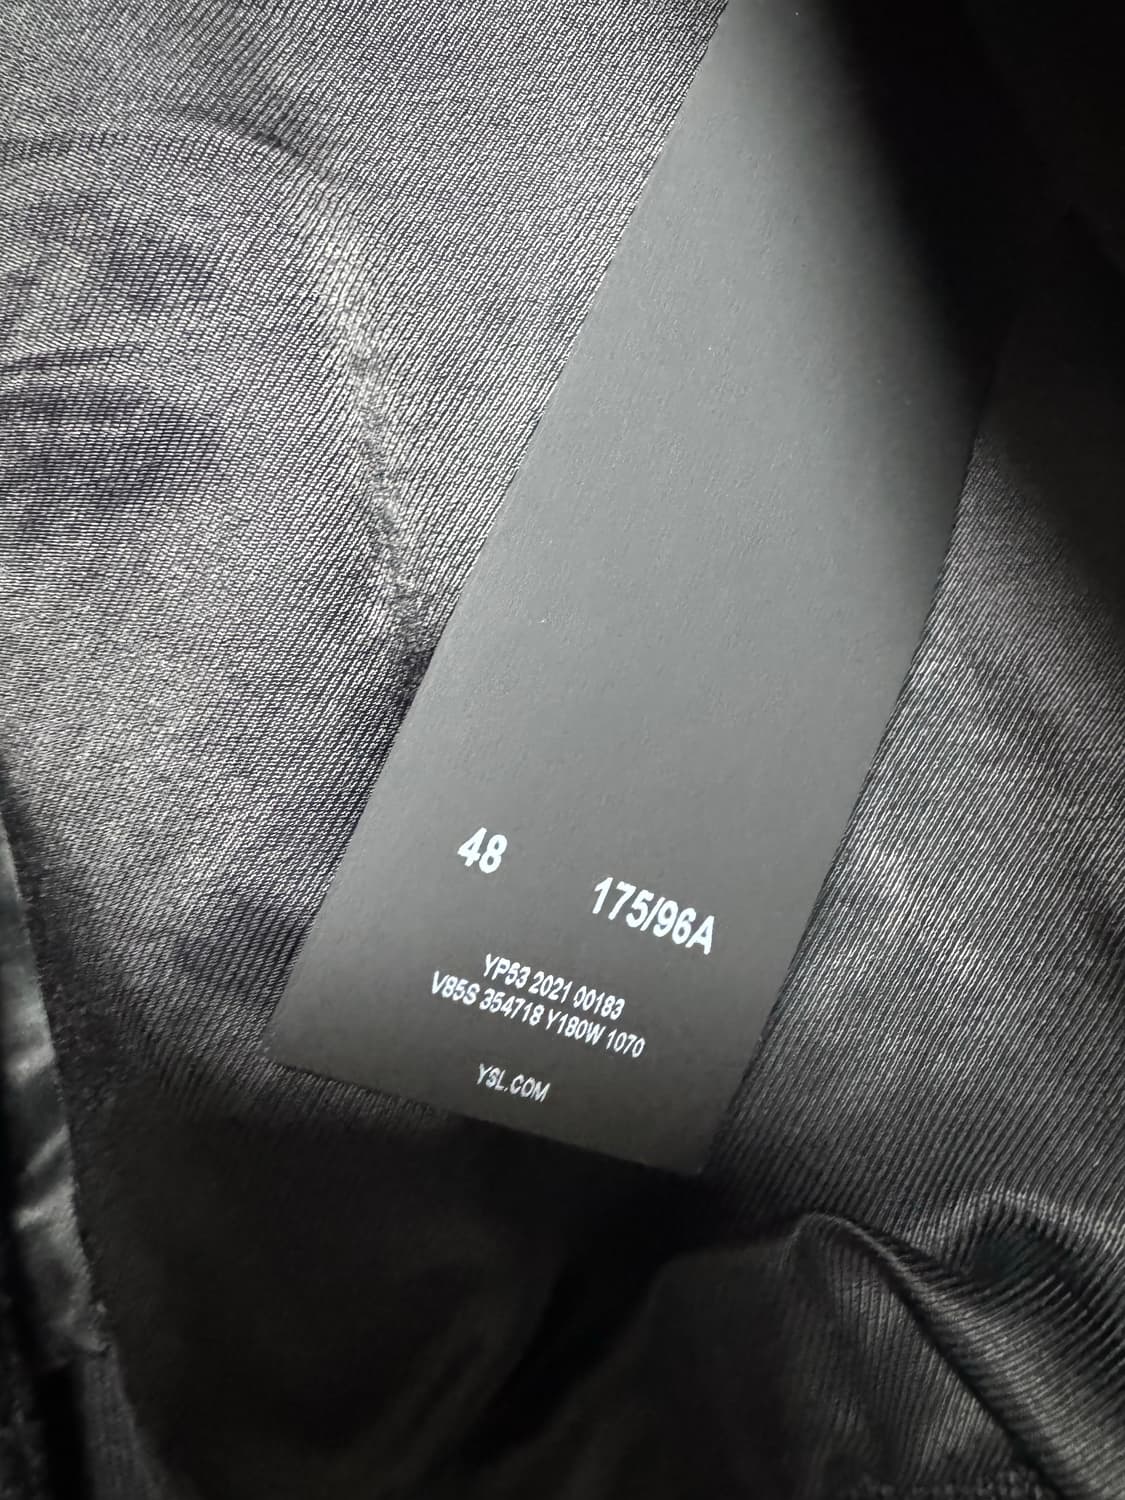 48 175/96A
YP53 2021 00183
V85S 354718 Y180W 1070
YSL.COM